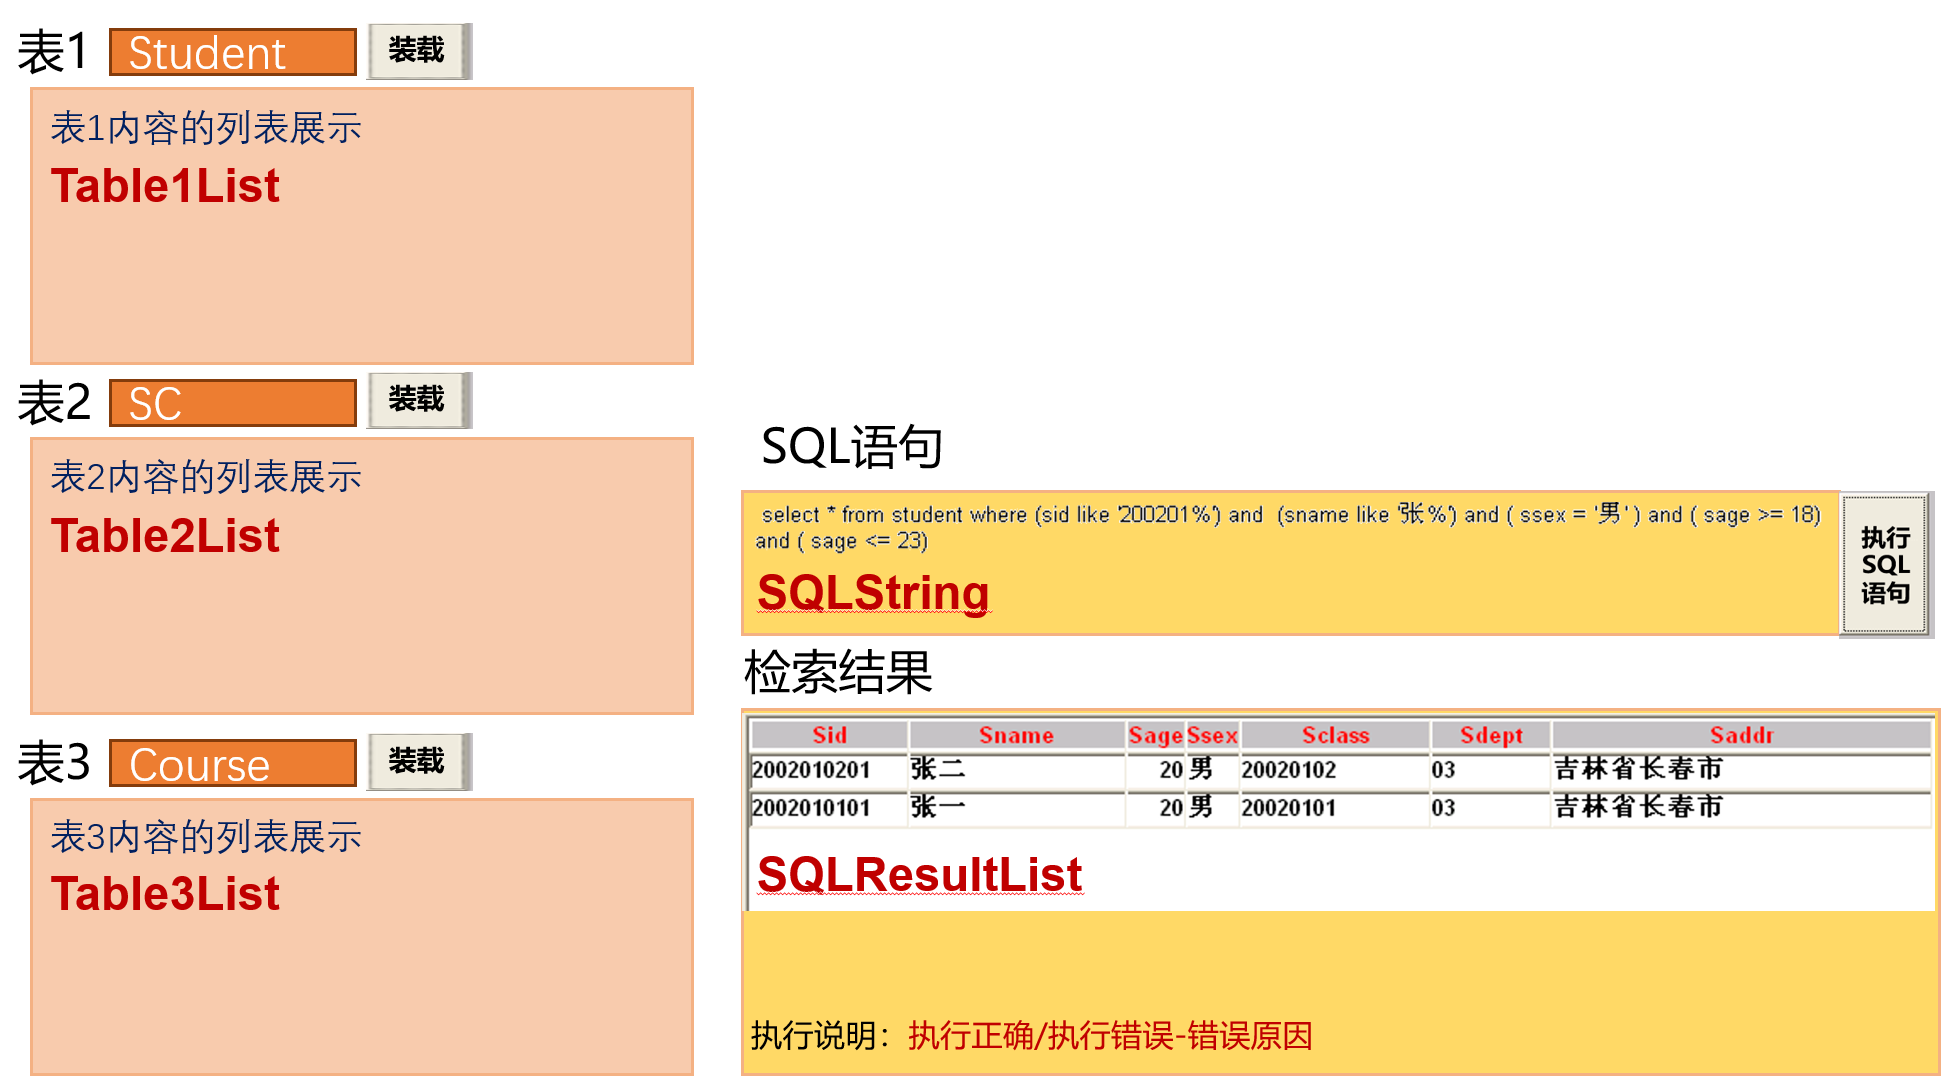 表1
Student
装载
表1内容的列表展示
Table1List
表2
SC
装载
表2内容的列表展示
Table2List
表3
Course
装载
表3内容的列表展示
Table3List
SQL语句
select * from student where (sid like '200201%') and (sname like '张%') and ( ssex = '男' ) and ( sage >= 18)
and ( sage <= 23)
SQLString
执行
SQL
语句
检索结果
Sid Sname Sage Ssex Sclass Sdept Saddr
2002010201 张二 20 男 20020102 03 吉林省长春市
2002010101 张一 20 男 20020101 03 吉林省长春市
SQLResultList
执行说明：执行正确/执行错误-错误原因